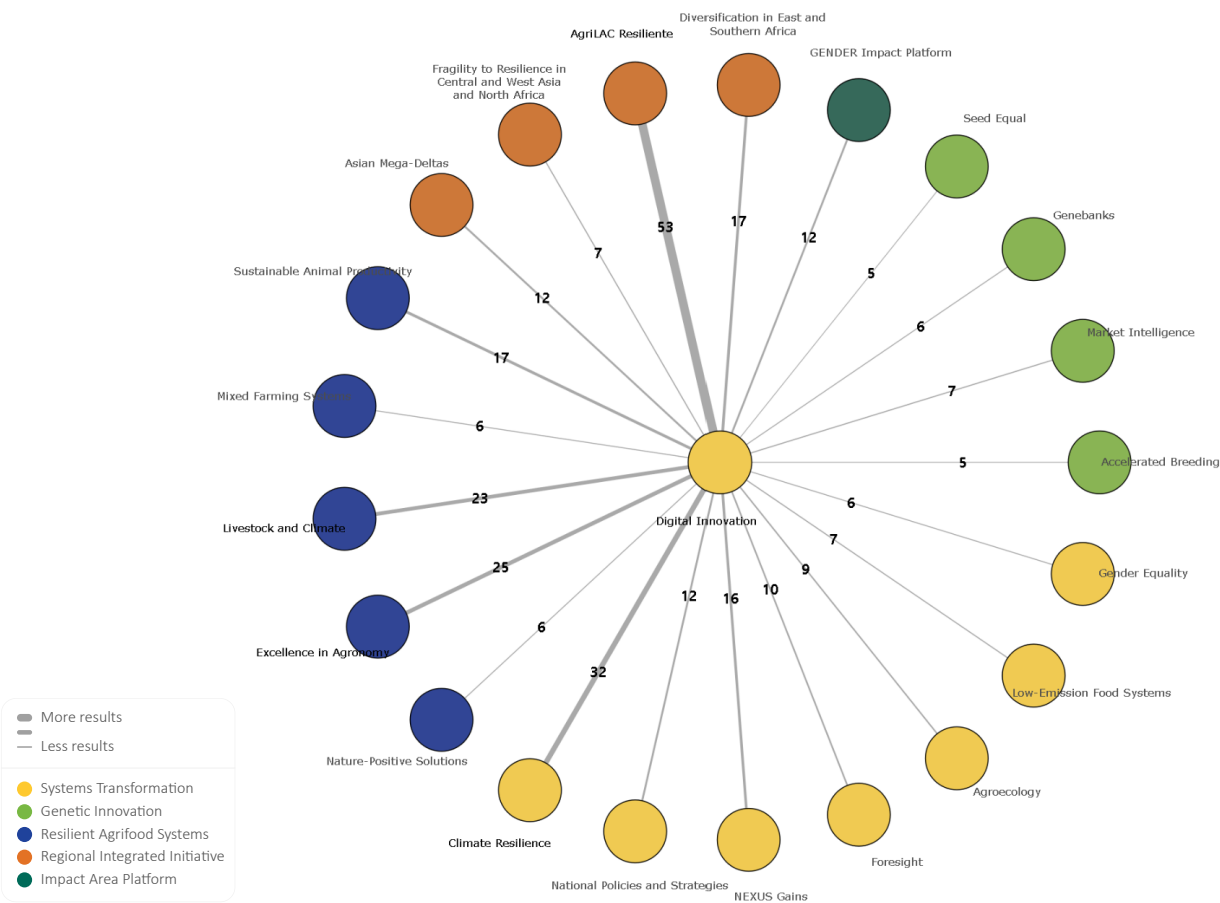 Diversification in East and
Southern Africa
AgriLAC Resiliente
GENDER Impact Platform
Fragility to Resilience in
Central and West Asia
and North Africa
Seed Equal
Asian Mega-Deltas
Genebanks
53
17
12
7
5
Sustainable Animal Productivity
12
6
Market Intelligence
17
7
Mixed Farming Systems
6
5
Accelerated Breeding
23
6
Livestock and Climate
Digital Innovation
7
25
9
Gender Equality
12
16
10
6
Excellence in Agronomy
32
Low-Emission Food Systems
Nature-Positive Solutions
Agroecology
Climate Resilience
Foresight
National Policies and Strategies
NEXUS Gains
More results
Less results
Systems Transformation
Genetic Innovation
Resilient Agrifood Systems
Regional Integrated Initiative
Impact Area Platform